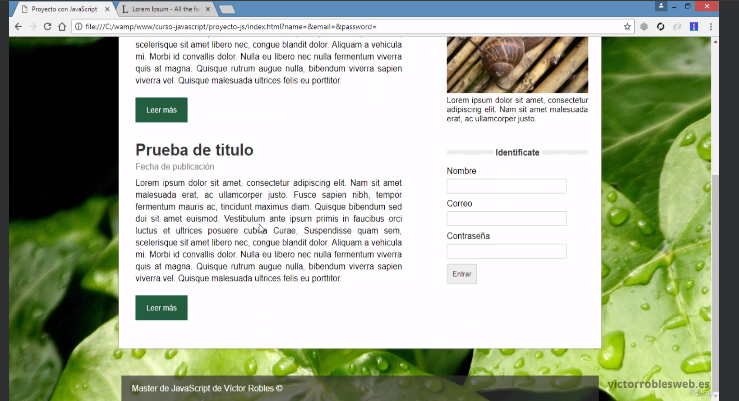 Proyecto con JavaScript
Lorem Ipsum - All the fa
file:///C:/wamp/www/curso-javascript/proyecto-js/index.html?name=&email=&password=
scelerisque sit amet libero nec, congue blandit dolor. Aliquam a vehicula
mi. Morbi id convallis dolor. Nulla eu libero nec nulla fermentum viverra
quis at magna. Quisque rutrum augue nulla, bibendum viverra sapien
viverra vel. Quisque malesuada ultrices felis eu porttitor.
Leer más
Prueba de titulo
Fecha de publicación
Lorem ipsum dolor sit amet, consectetur adipiscing elit. Nam sit amet
malesuada erat, ac ullamcorper justo. Fusce sapien nibh, tempor
fermentum mauris ac, tincidunt maximus diam. Quisque bibendum sed
dui sit amet euismod. Vestibulum ante ipsum primis in faucibus orci
luctus et ultrices posuere cubilia Curae; Suspendisse quam sem,
scelerisque sit amet libero nec, congue blandit dolor. Aliquam a vehicula
mi. Morbi id convallis dolor. Nulla eu libero nec nulla fermentum viverra
quis at magna. Quisque rutrum augue nulla, bibendum viverra sapien
viverra vel. Quisque malesuada ultrices felis eu porttitor.
Leer más
Lorem ipsum dolor sit amet, consectetur
adipiscing elit. Nam sit amet malesuada
erat, ac ullamcorper justo.
Identificate
Nombre
Correo
Contraseña
Entrar
Master de JavaScript de Víctor Robles ©
victorroblesweb.es